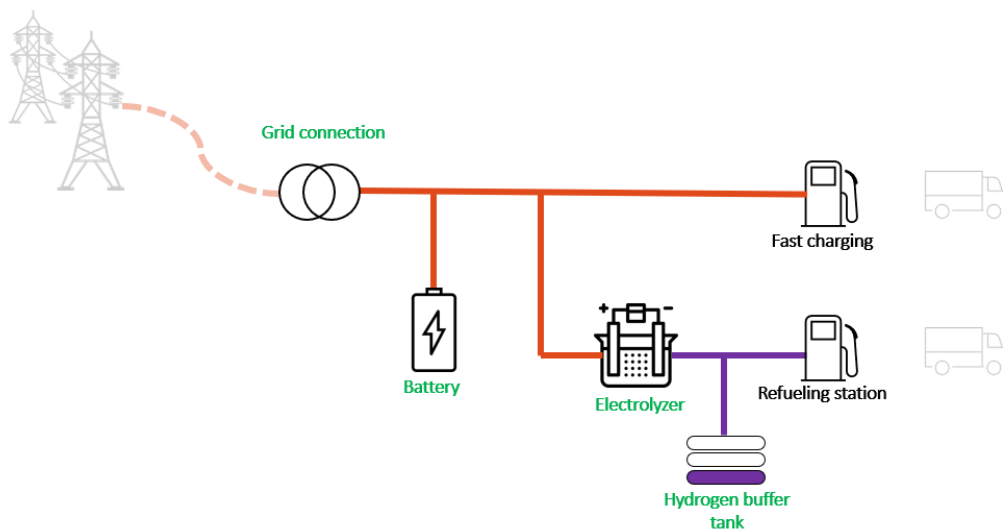 Grid connection
Fast charging
Battery
+ −
Electrolyzer
Refueling station
Hydrogen buffer
tank